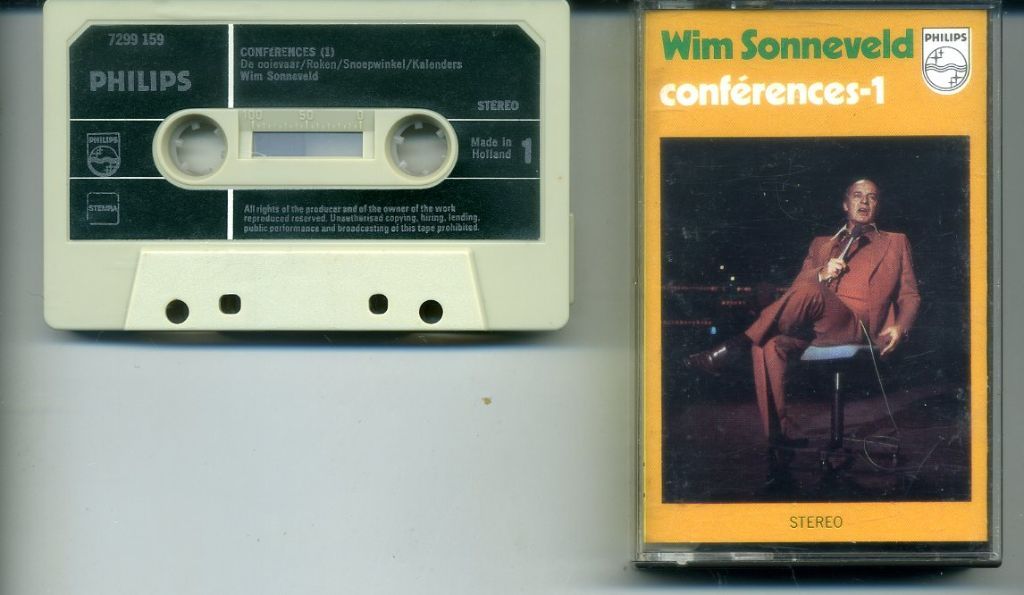 7299 159
PHILIPS
CONFERENCES (1)
De ooievaar/Roken/Snoepwinkel/Kalenders
Wim Sonneveld
STEREO
100 50 0
PHILIPS
Made in
Holland
1
STEMRA
All rights of the producer and of the owner of the work
reproduced reserved. Unauthorised copying, hiring, lending,
public performance and broadcasting of this tape prohibited.
Wim Sonneveld
conférences-1
PHILIPS
STEREO